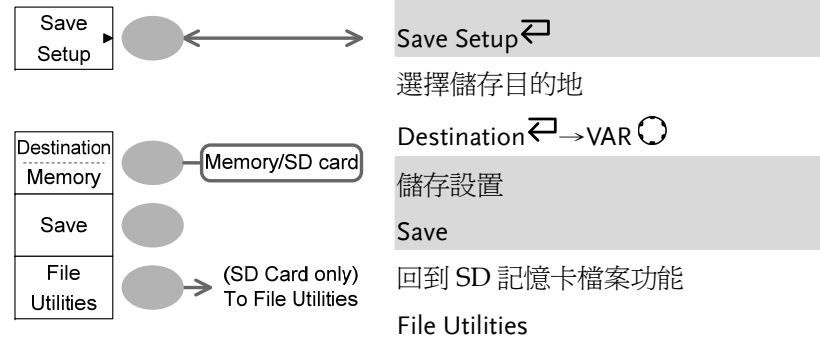 Save
Setup
Save Setup
選擇儲存目的地
Destination
Memory
Memory/SD card
Destination→VAR
儲存設置
Save
Save
File
Utilities
(SD Card only)
To File Utilities
回到 SD 記憶卡檔案功能
File Utilities